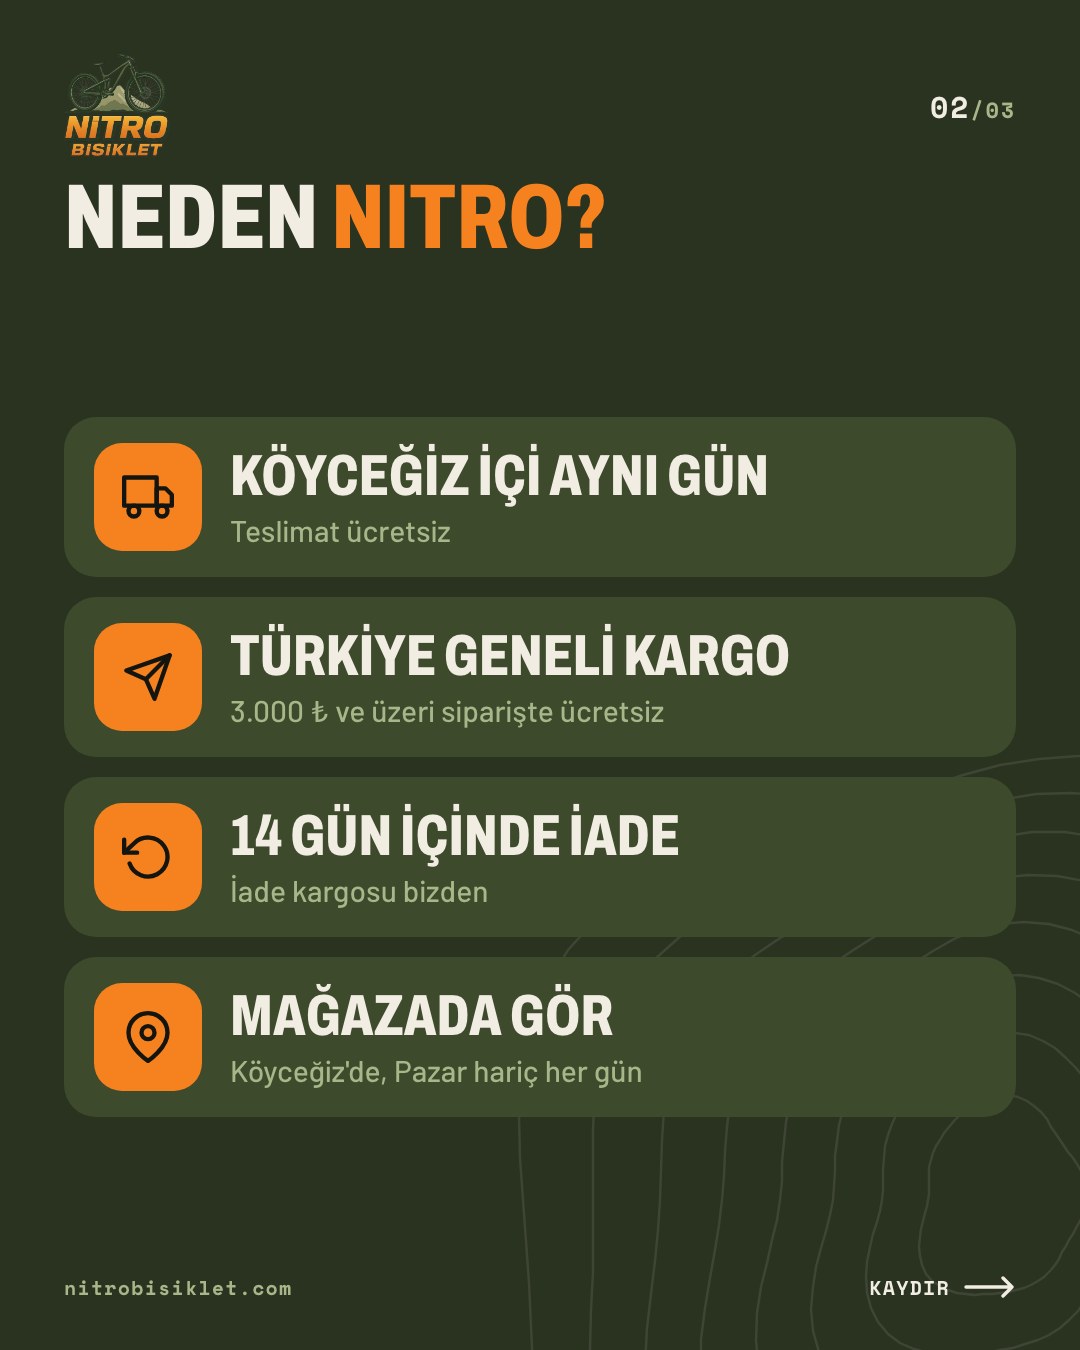 NiTRO
BISIKLET
02/03
NEDEN NITRO?
KÖYCEĞİZ İÇİ AYNI GÜN
Teslimat ücretsiz
TÜRKİYE GENELİ KARGO
3.000 ₺ ve üzeri siparişte ücretsiz
14 GÜN İÇİNDE İADE
İade kargosu bizden
MAĞAZADA GÖR
Köyceğiz'de, Pazar hariç her gün
nitrobisiklet.com
KAYDIR